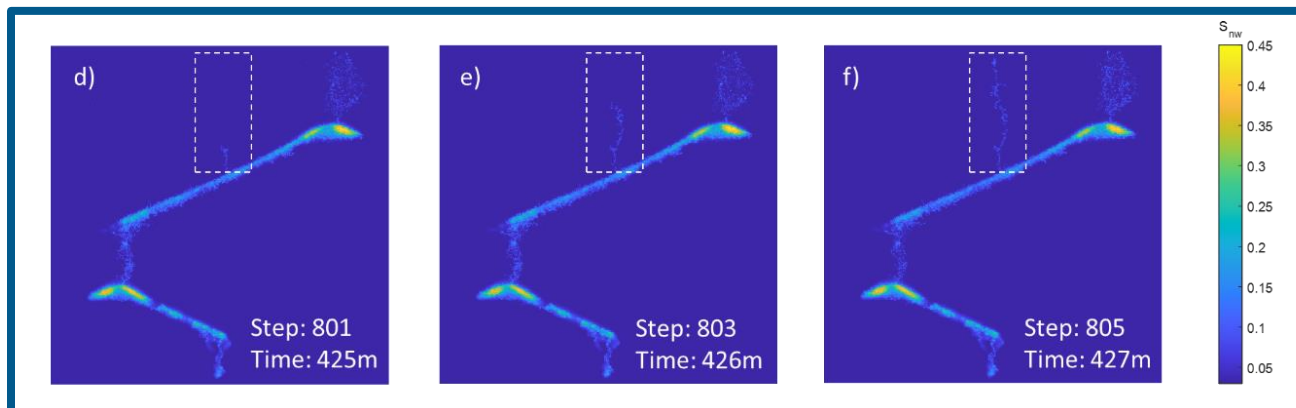 d)
Step: 801
Time: 425m
e)
Step: 803
Time: 426m
f)
Step: 805
Time: 427m
S_nw
0.45
0.4
0.35
0.3
0.25
0.2
0.15
0.1
0.05